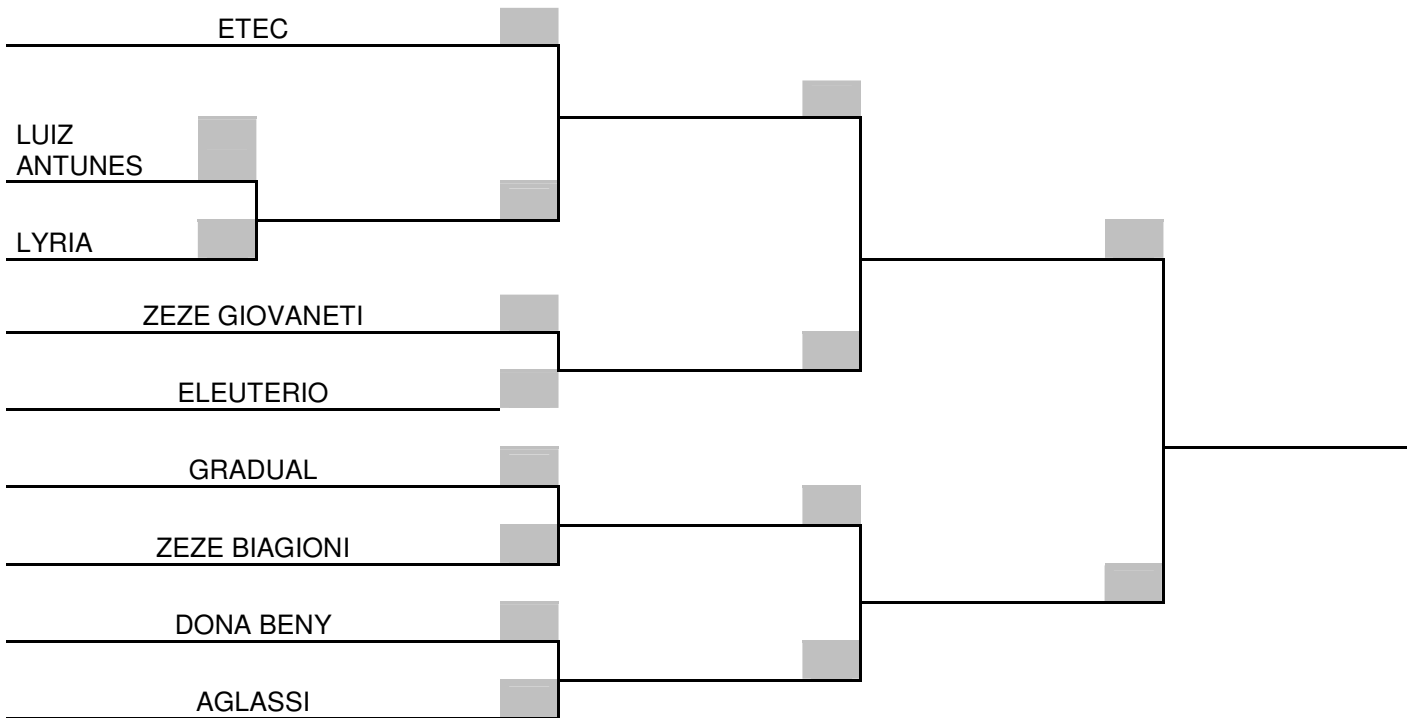 ETEC
LUIZ
ANTUNES
LYRIA
ZEZE GIOVANETI
ELEUTERIO
GRADUAL
ZEZE BIAGIONI
DONA BENY
AGLASSI